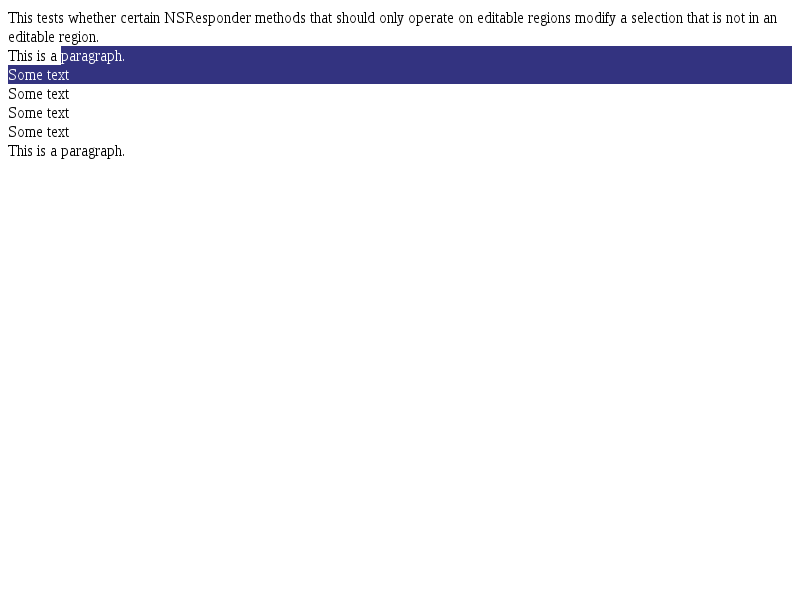 This tests whether certain NSResponder methods that should only operate on editable regions modify a selection that is not in an
editable region.
This is a paragraph.
Some text
Some text
Some text
Some text
This is a paragraph.